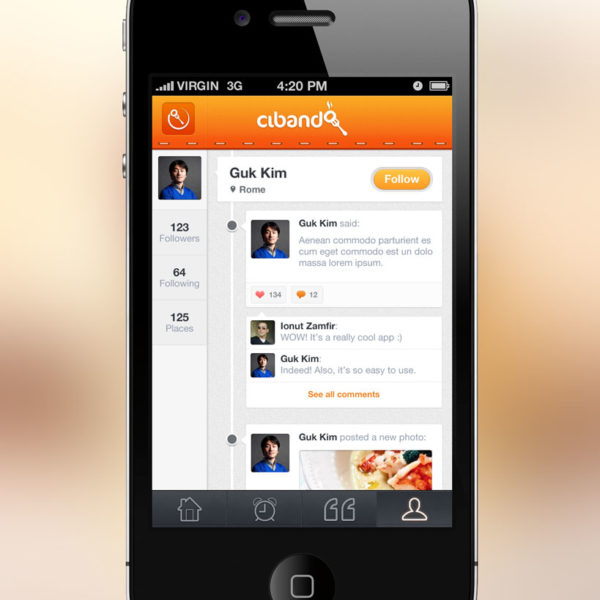 VIRGIN 3G 4:20 PM
cibando
Guk Kim
Rome
Follow
123
Followers
64
Following
125
Places
Guk Kim said:
Aenean commodo parturient es
cum eget commodo est un dolo
massa lorem ipsum.
134 12
Ionut Zamfir:
WOW! It's a really cool app :)
Guk Kim:
Indeed! Also, it's so easy to use.
See all comments
Guk Kim posted a new photo: